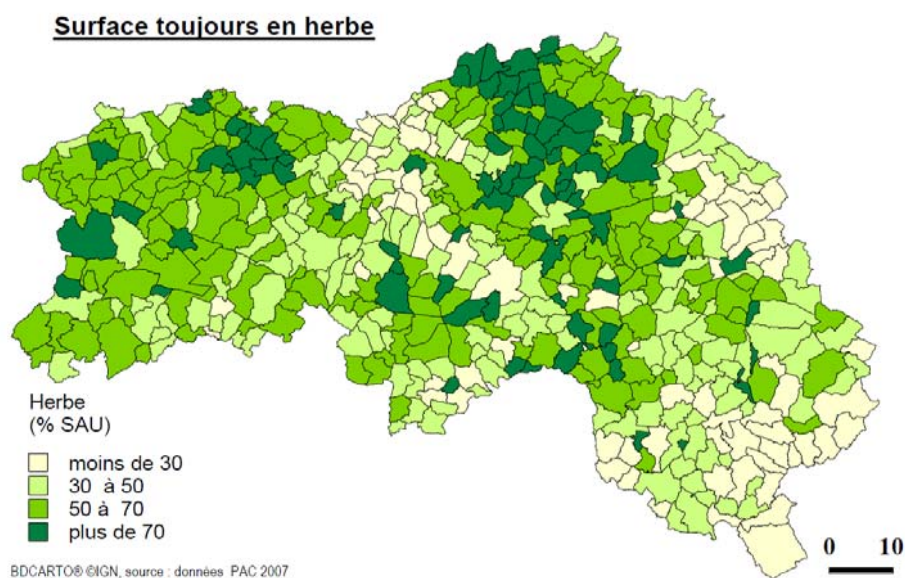 Surface toujours en herbe
Herbe
(% SAU)
moins de 30
30 à 50
50 à 70
plus de 70
0 10
BDCARTO® ©IGN, source : données PAC 2007